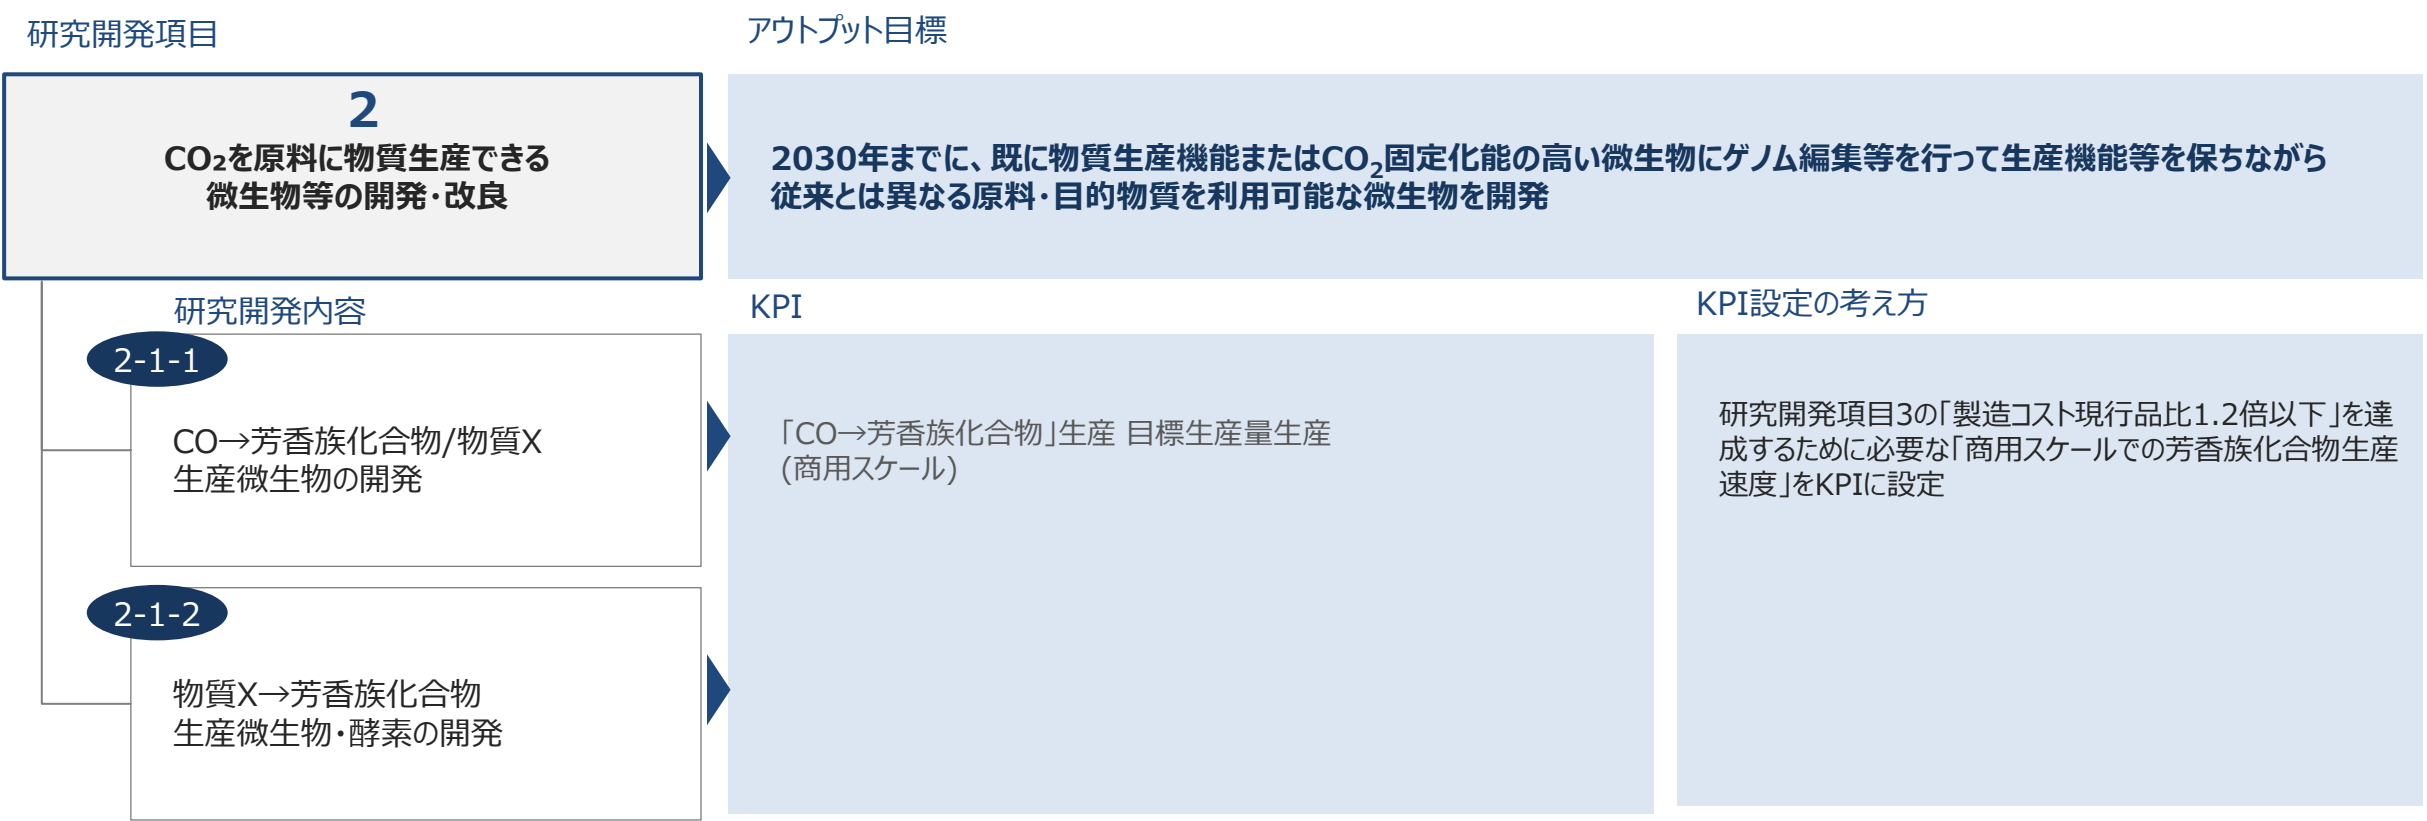 研究開発項目
アウトプット目標
2
CO₂を原料に物質生産できる
微生物等の開発・改良
2030年までに、既に物質生産機能またはCO₂固定化能の高い微生物にゲノム編集等を行って生産機能等を保ちながら
従来とは異なる原料・目的物質を利用可能な微生物を開発
研究開発内容
KPI
KPI設定の考え方
2-1-1
CO→芳香族化合物/物質X
生産微生物の開発
「CO→芳香族化合物」生産 目標生産量生産
(商用スケール)
研究開発項目3の「製造コスト現行品比1.2倍以下」を達
成するために必要な「商用スケールでの芳香族化合物生産
速度」をKPIに設定
2-1-2
物質X→芳香族化合物
生産微生物・酵素の開発